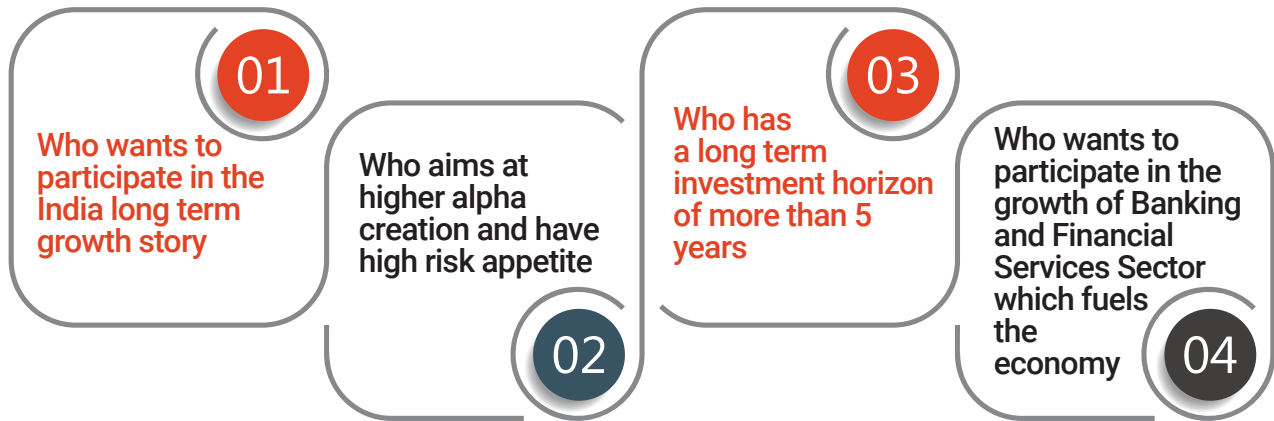 01
Who wants to
participate in the
India long term
growth story
Who aims at
higher alpha
creation and have
high risk appetite
02
03
Who has
a long term
investment horizon
of more than 5
years
Who wants to
participate in the
growth of Banking
and Financial
Services Sector
which fuels
the
economy
04